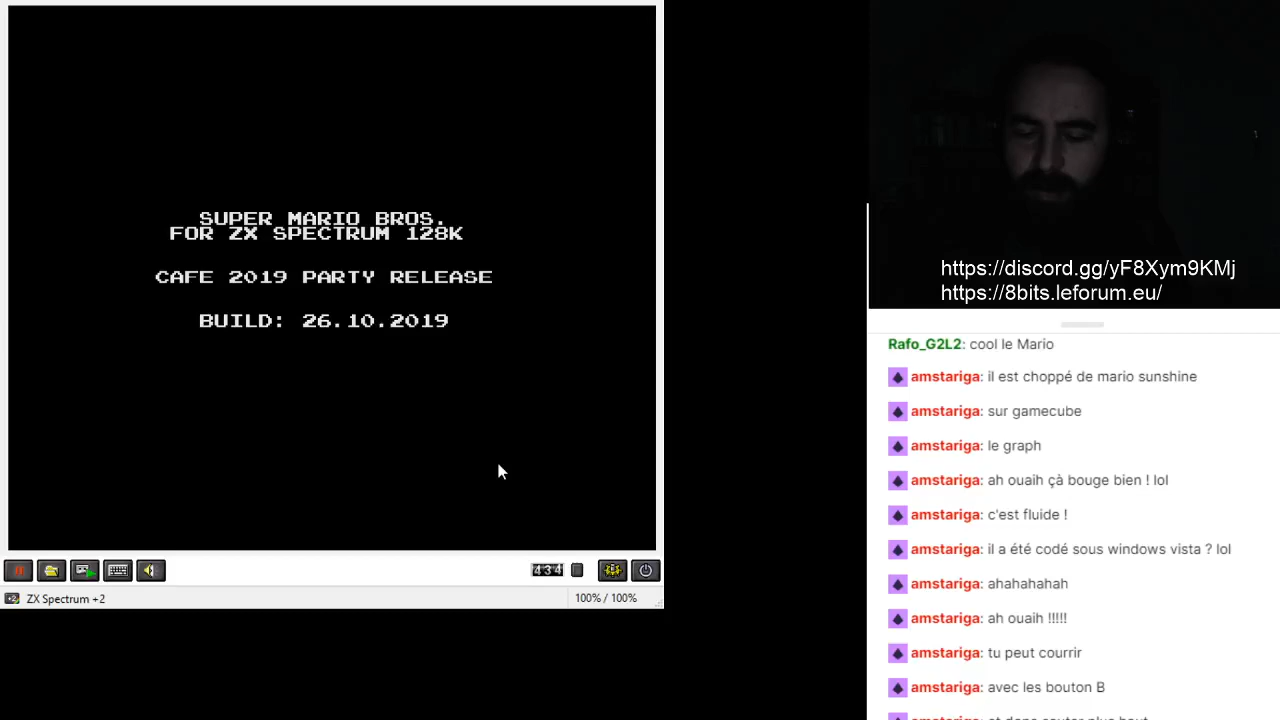 SUPER MARIO BROS.
FOR ZX SPECTRUM 128K
CAFE 2019 PARTY RELEASE
BUILD: 26.10.2019
434
ZX Spectrum +2
100% / 100%
https://discord.gg/yF8Xym9KMj
https://8bits.leforum.eu/
Rafo_G2L2: cool le Mario
amstariga: il est choppé de mario sunshine
amstariga: sur gamecube
amstariga: le graph
amstariga: ah ouaih çà bouge bien ! lol
amstariga: c'est fluide !
amstariga: il a été codé sous windows vista ? lol
amstariga: ahahahahah
amstariga: ah ouaih !!!!!
amstariga: tu peut courrir
amstariga: avec les bouton B